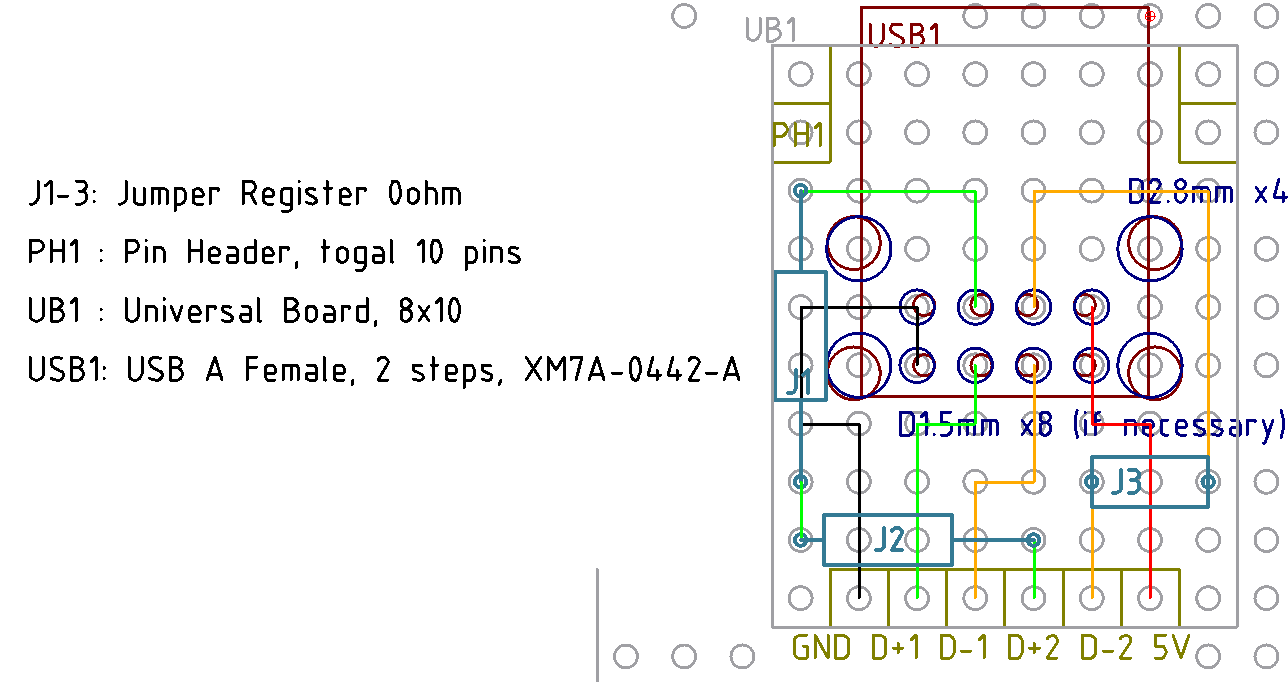 UB1
USB1
PH1
D2.8mm x4
J1-3: Jumper Register 0ohm
PH1 : Pin Header, togal 10 pins
UB1 : Universal Board, 8x10
USB1: USB A Female, 2 steps, XM7A-0442-A
J1
D1.5mm x8 (if necessary)
J3
J2
GND D+1 D-1 D+2 D-2 5V